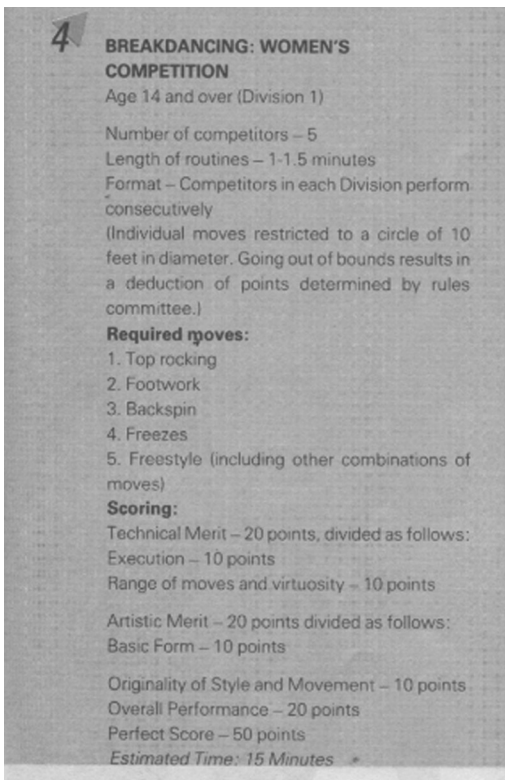 4
BREAKDANCING: WOMEN'S
COMPETITION
Age 14 and over (Division 1)
Number of competitors – 5
Length of routines – 1-1.5 minutes
Format – Competitors in each Division perform
consecutively
(Individual moves restricted to a circle of 10
feet in diameter. Going out of bounds results in
a deduction of points determined by rules
committee.)
Required moves:
1. Top rocking
2. Footwork
3. Backspin
4. Freezes
5. Freestyle (including other combinations of
moves)
Scoring:
Technical Merit – 20 points, divided as follows:
Execution – 10 points
Range of moves and virtuosity – 10 points
Artistic Merit – 20 points divided as follows:
Basic Form – 10 points
Originality of Style and Movement – 10 points
Overall Performance – 20 points
Perfect Score – 50 points
Estimated Time: 15 Minutes